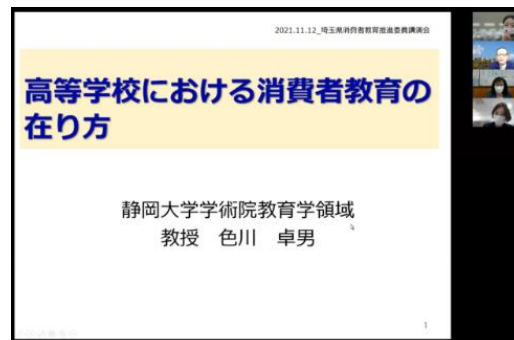 2021.11.12_埼玉県消費者教育推進委員講演会
高等学校における消費者教育の
在り方
静岡大学学術院教育学領域
教授　色川　卓男
1